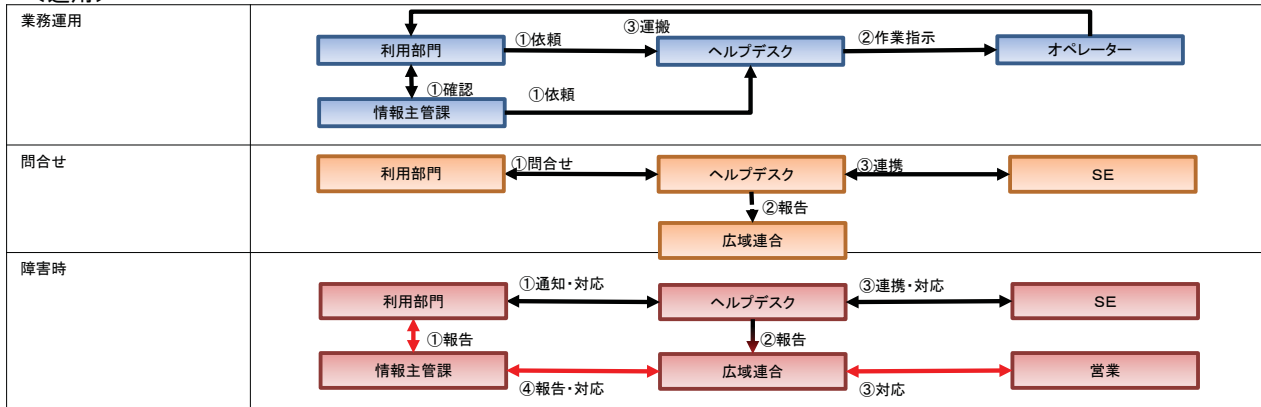 業務運用
③運搬
利用部門
①依頼
ヘルプデスク
②作業指示
オペレーター
①確認
①依頼
情報主管課
問合せ
利用部門
①問合せ
ヘルプデスク
③連携
SE
②報告
広域連合
障害時
利用部門
①通知・対応
ヘルプデスク
③連携・対応
SE
①報告
②報告
情報主管課
④報告・対応
広域連合
③対応
営業